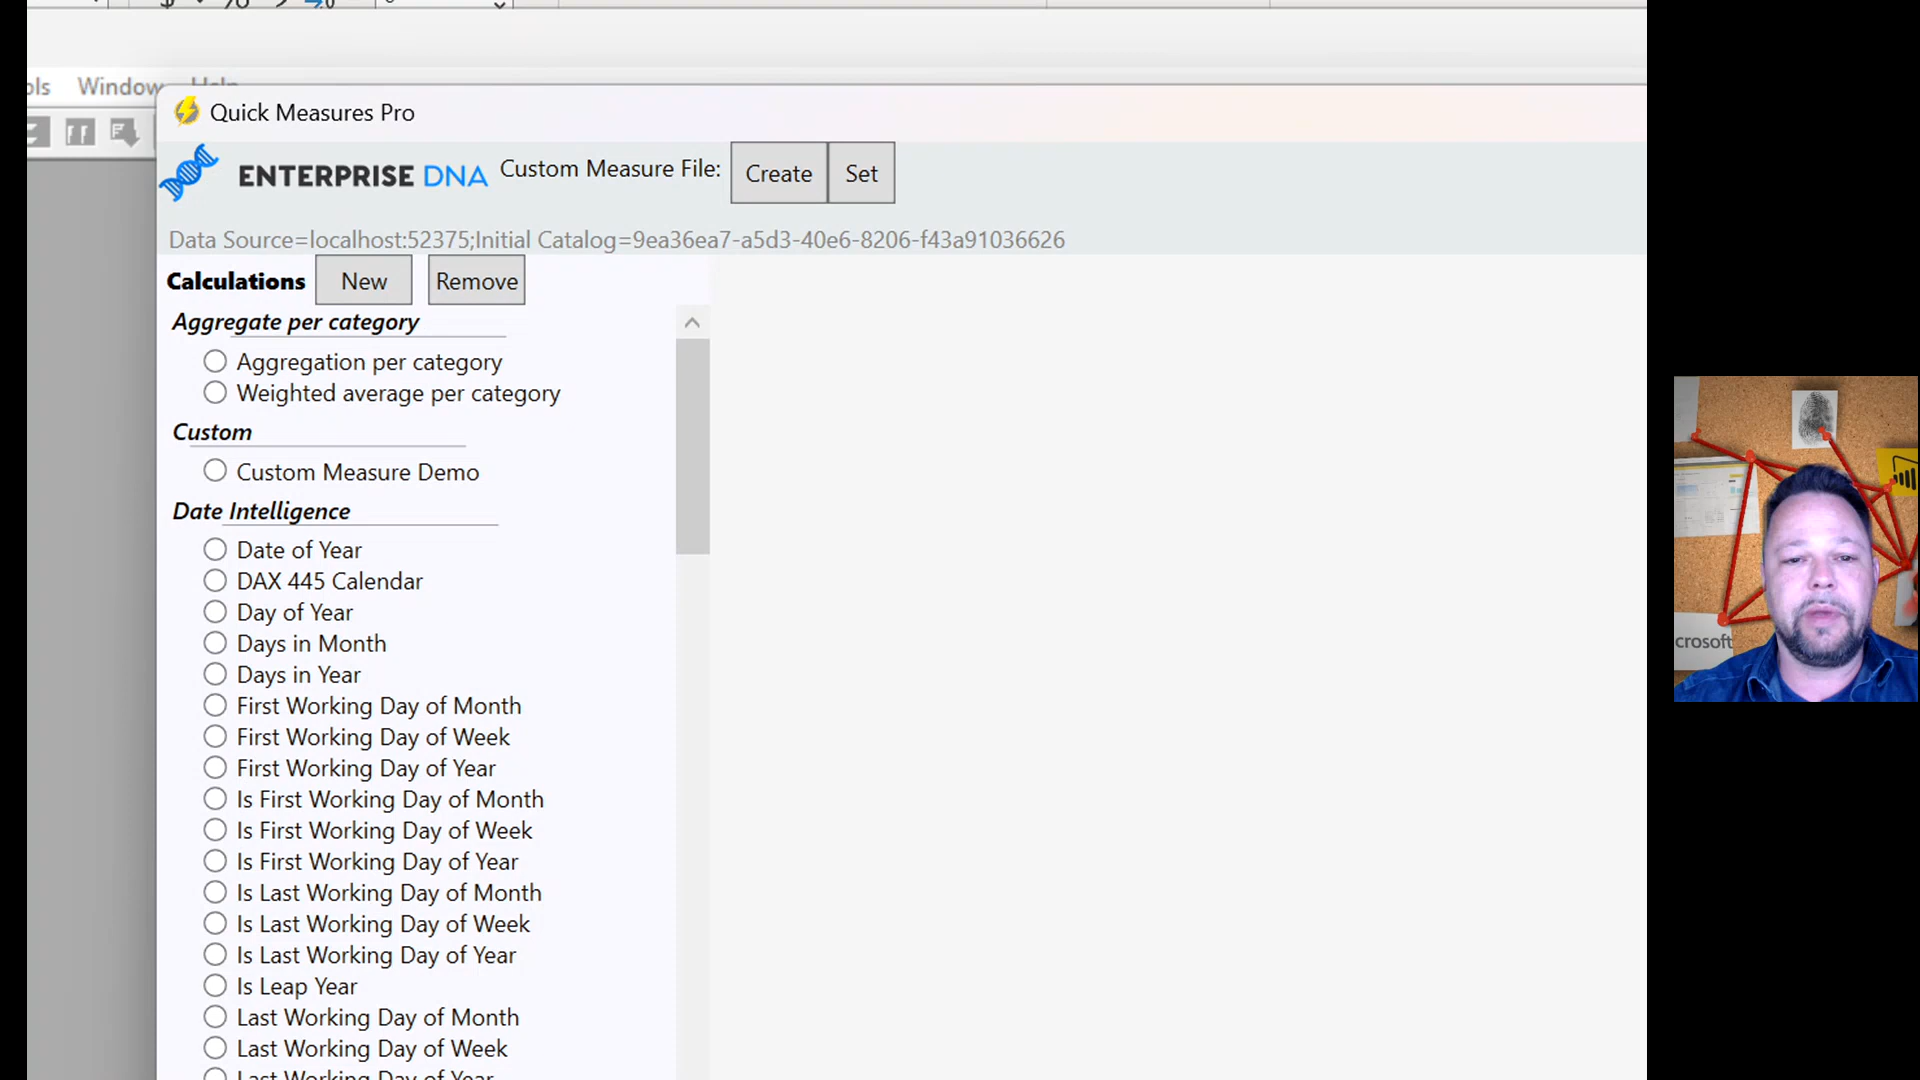 Window Help
Quick Measures Pro
ENTERPRISE DNA Custom Measure File: Create Set
Data Source=localhost:52375;Initial Catalog=9ea36ea7-a5d3-40e6-8206-f43a91036626
Calculations New Remove
Aggregate per category
Aggregation per category
Weighted average per category
Custom
Custom Measure Demo
Date Intelligence
Date of Year
DAX 445 Calendar
Day of Year
Days in Month
Days in Year
First Working Day of Month
First Working Day of Week
First Working Day of Year
Is First Working Day of Month
Is First Working Day of Week
Is First Working Day of Year
Is Last Working Day of Month
Is Last Working Day of Week
Is Last Working Day of Year
Is Leap Year
Last Working Day of Month
Last Working Day of Week
Last Working Day of Year
crosoft